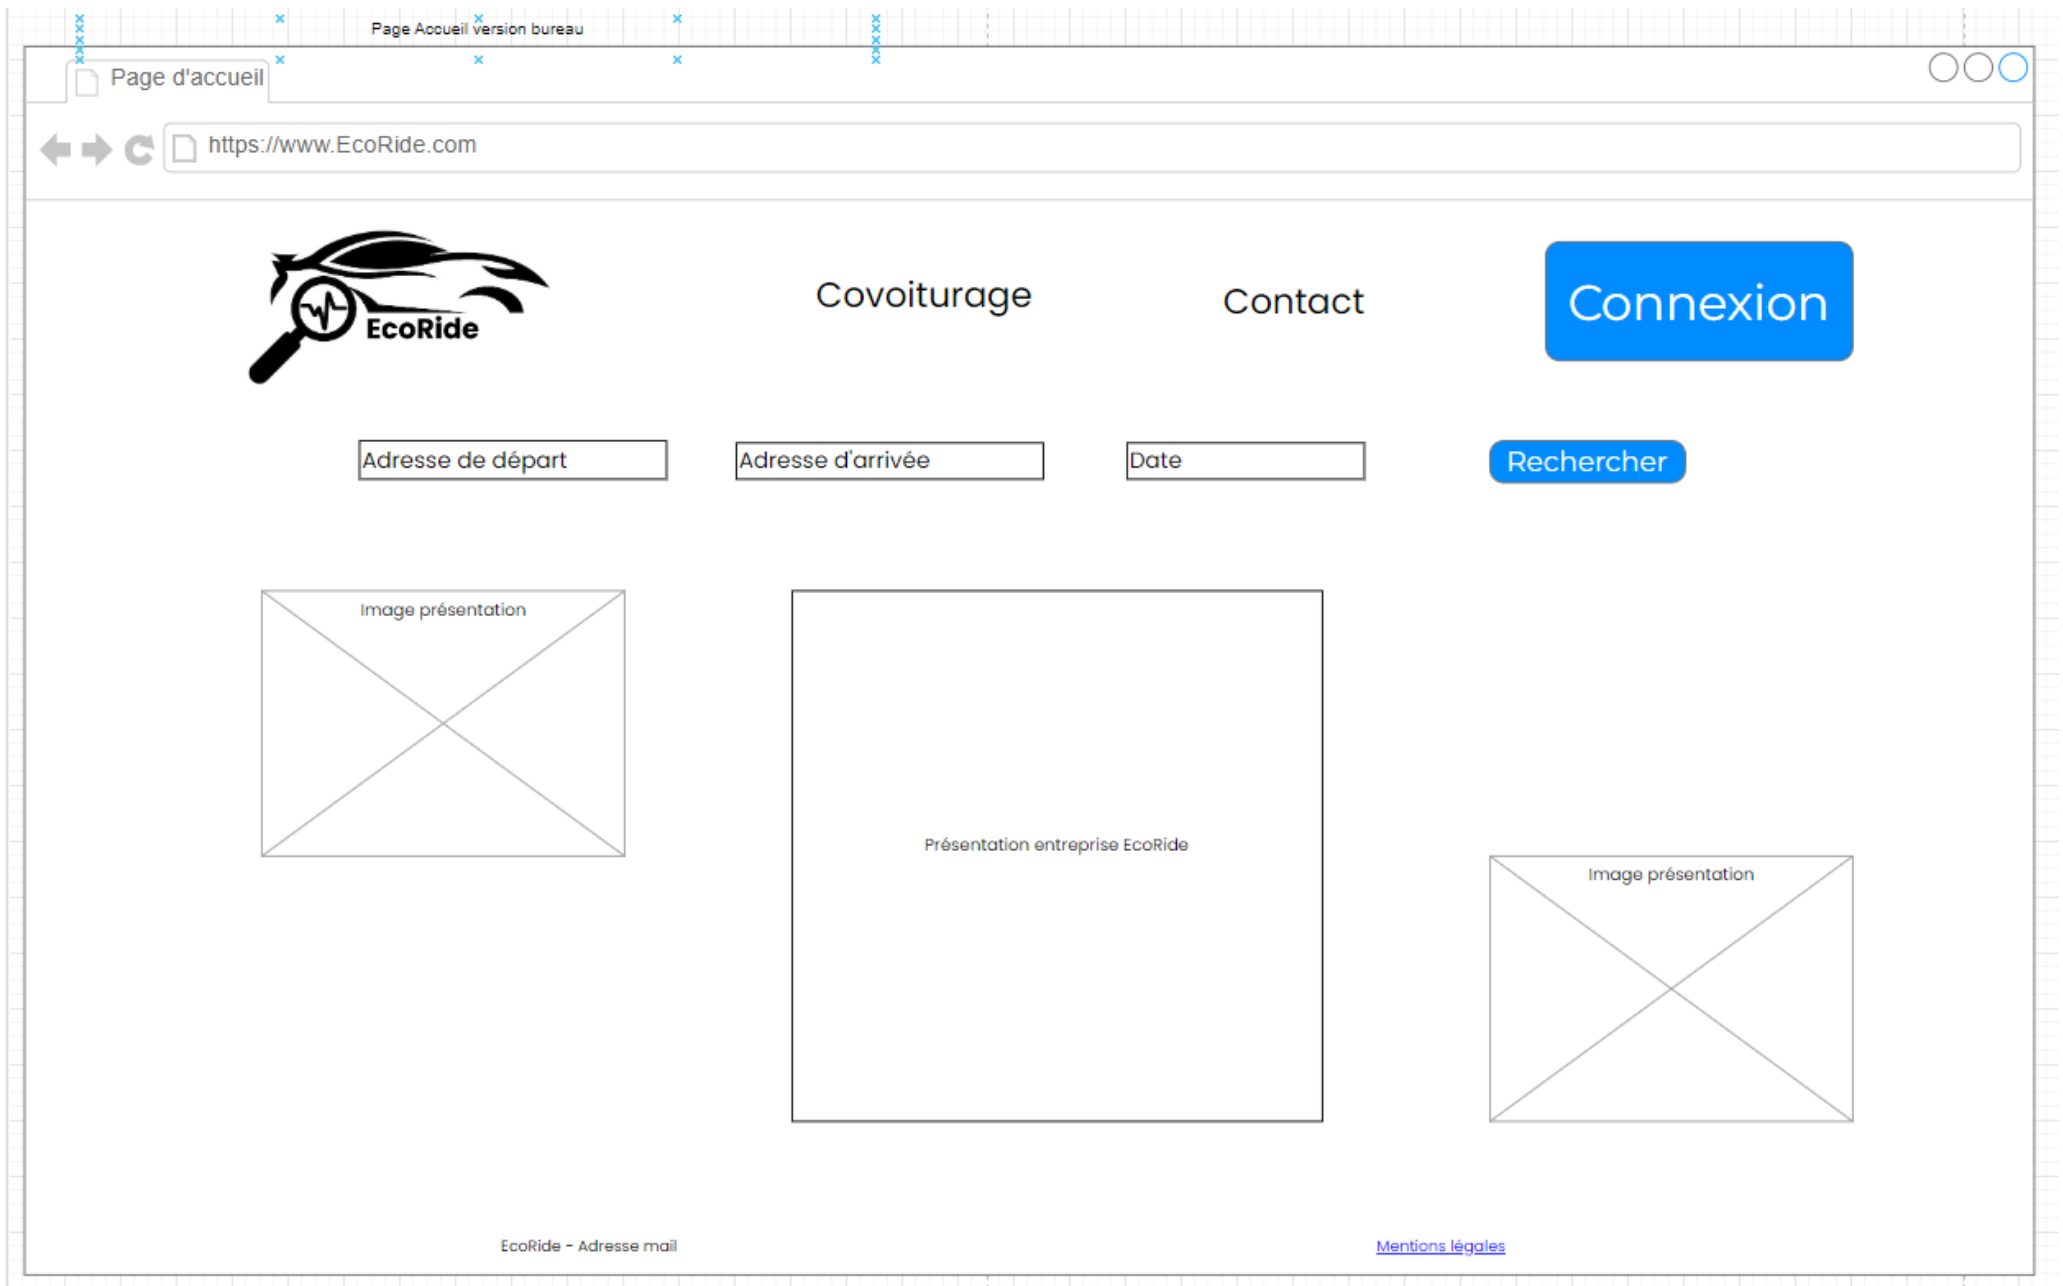 Page Accueil version bureau
Page d'accueil
https://www.EcoRide.com
EcoRide
Covoiturage
Contact
Connexion
Adresse de départ
Adresse d'arrivée
Date
Rechercher
Image présentation
Présentation entreprise EcoRide
Image présentation
EcoRide - Adresse mail
Mentions légales